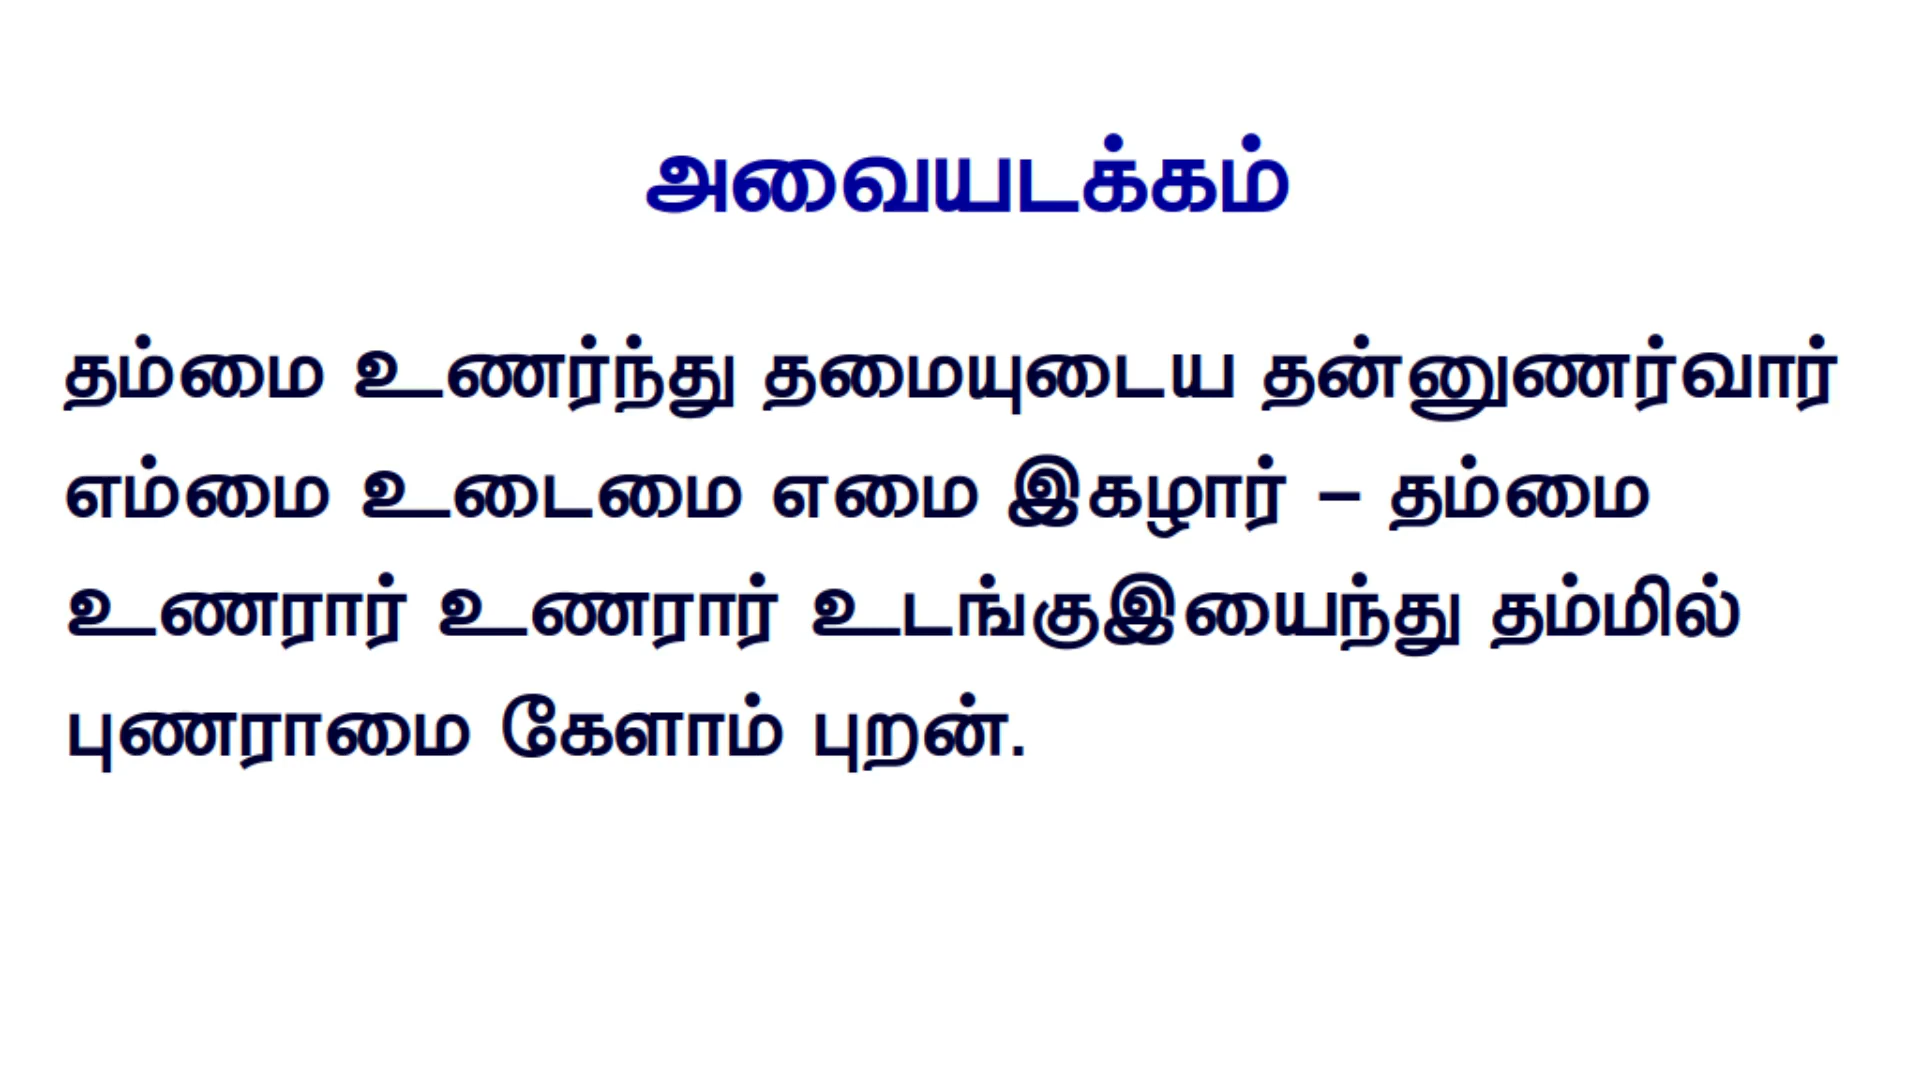 அவையடக்கம்
தம்மை உணர்ந்து தமையுடைய தன்னுணர்வார்
எம்மை உடைமை எமை இகழார் – தம்மை
உணரார் உணரார் உடங்குஇயைந்து தம்மில்
புணராமை கேளாம் புறன்.